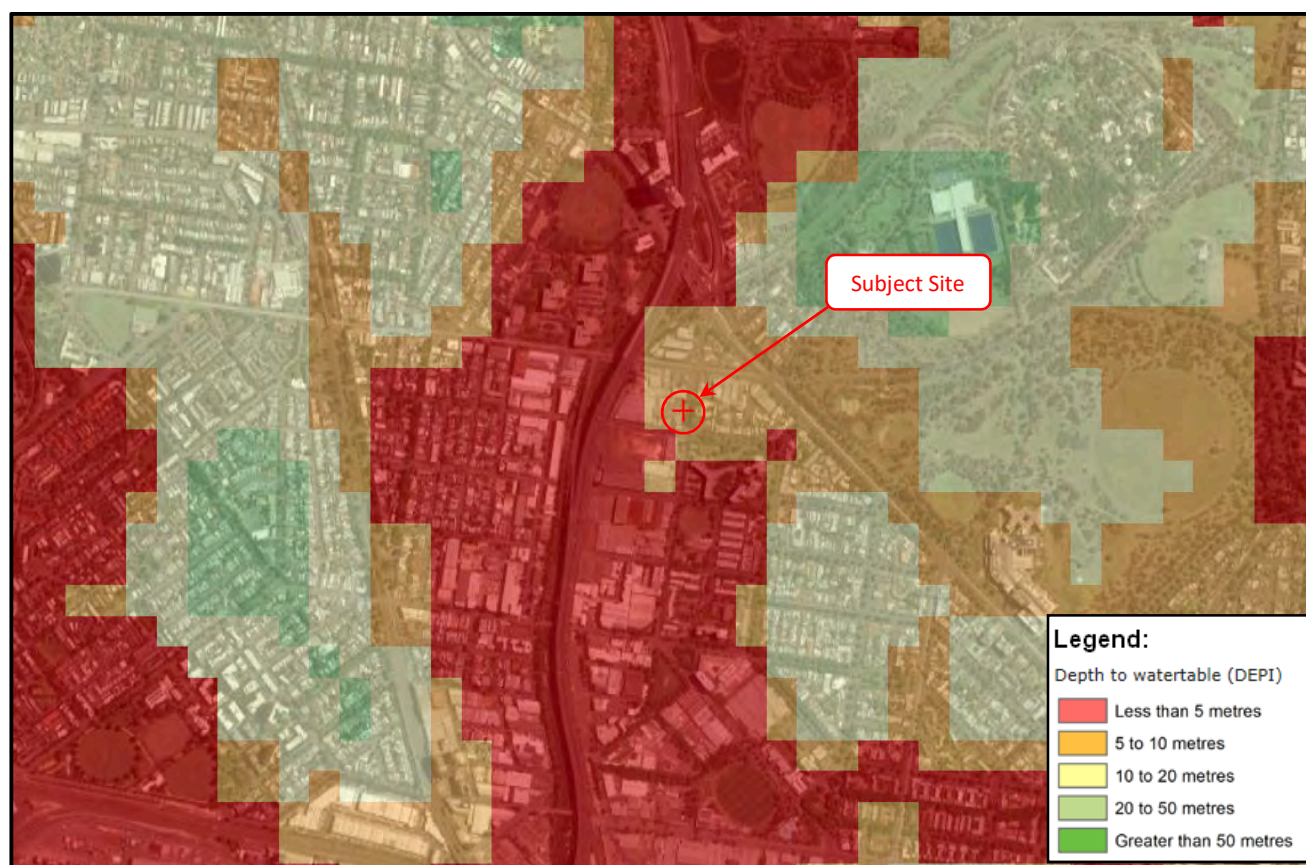 Subject Site
Legend:
Depth to watertable (DEPI)
Less than 5 metres
5 to 10 metres
10 to 20 metres
20 to 50 metres
Greater than 50 metres